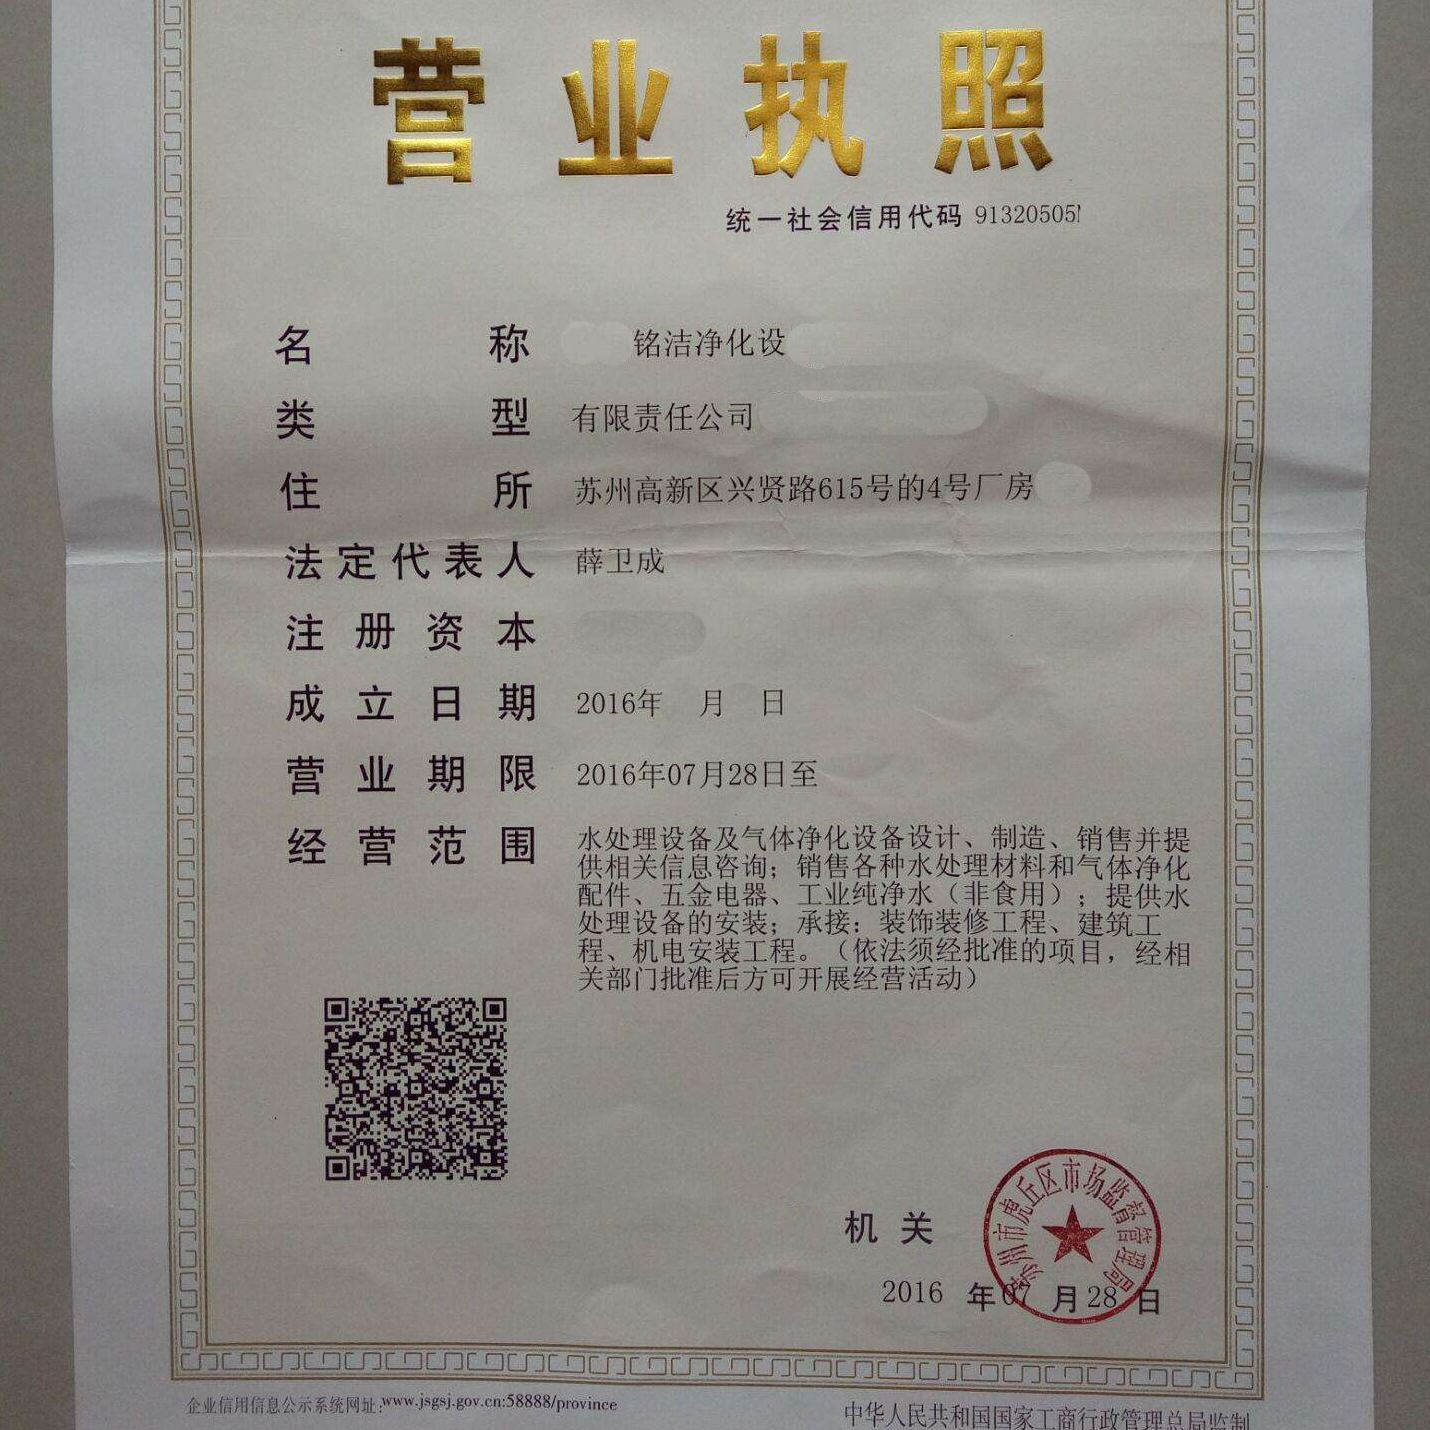 营业执照
统一社会信用代码 91320505
名称 铭洁净化设
类型 有限责任公司
住所 苏州高新区兴贤路615号的4号厂房
法定代表人 薛卫成
注册资本
成立日期 2016年 月 日
营业期限 2016年07月28日至
经营范围 水处理设备及气体净化设备设计、制造、销售并提
供相关信息咨询；销售各种水处理材料和气体净化
配件、五金电器、工业纯净水（非食用）；提供水
处理设备的安装；承接：装饰装修工程、建筑工
程、机电安装工程。（依法须经批准的项目，经相
关部门批准后方可开展经营活动）
苏州市虎丘区市场监督管理局
机关
2016 年07 月28 日
企业信用信息公示系统网址：www.jsgsj.gov.cn:58888/province
中华人民共和国国家工商行政管理总局监制